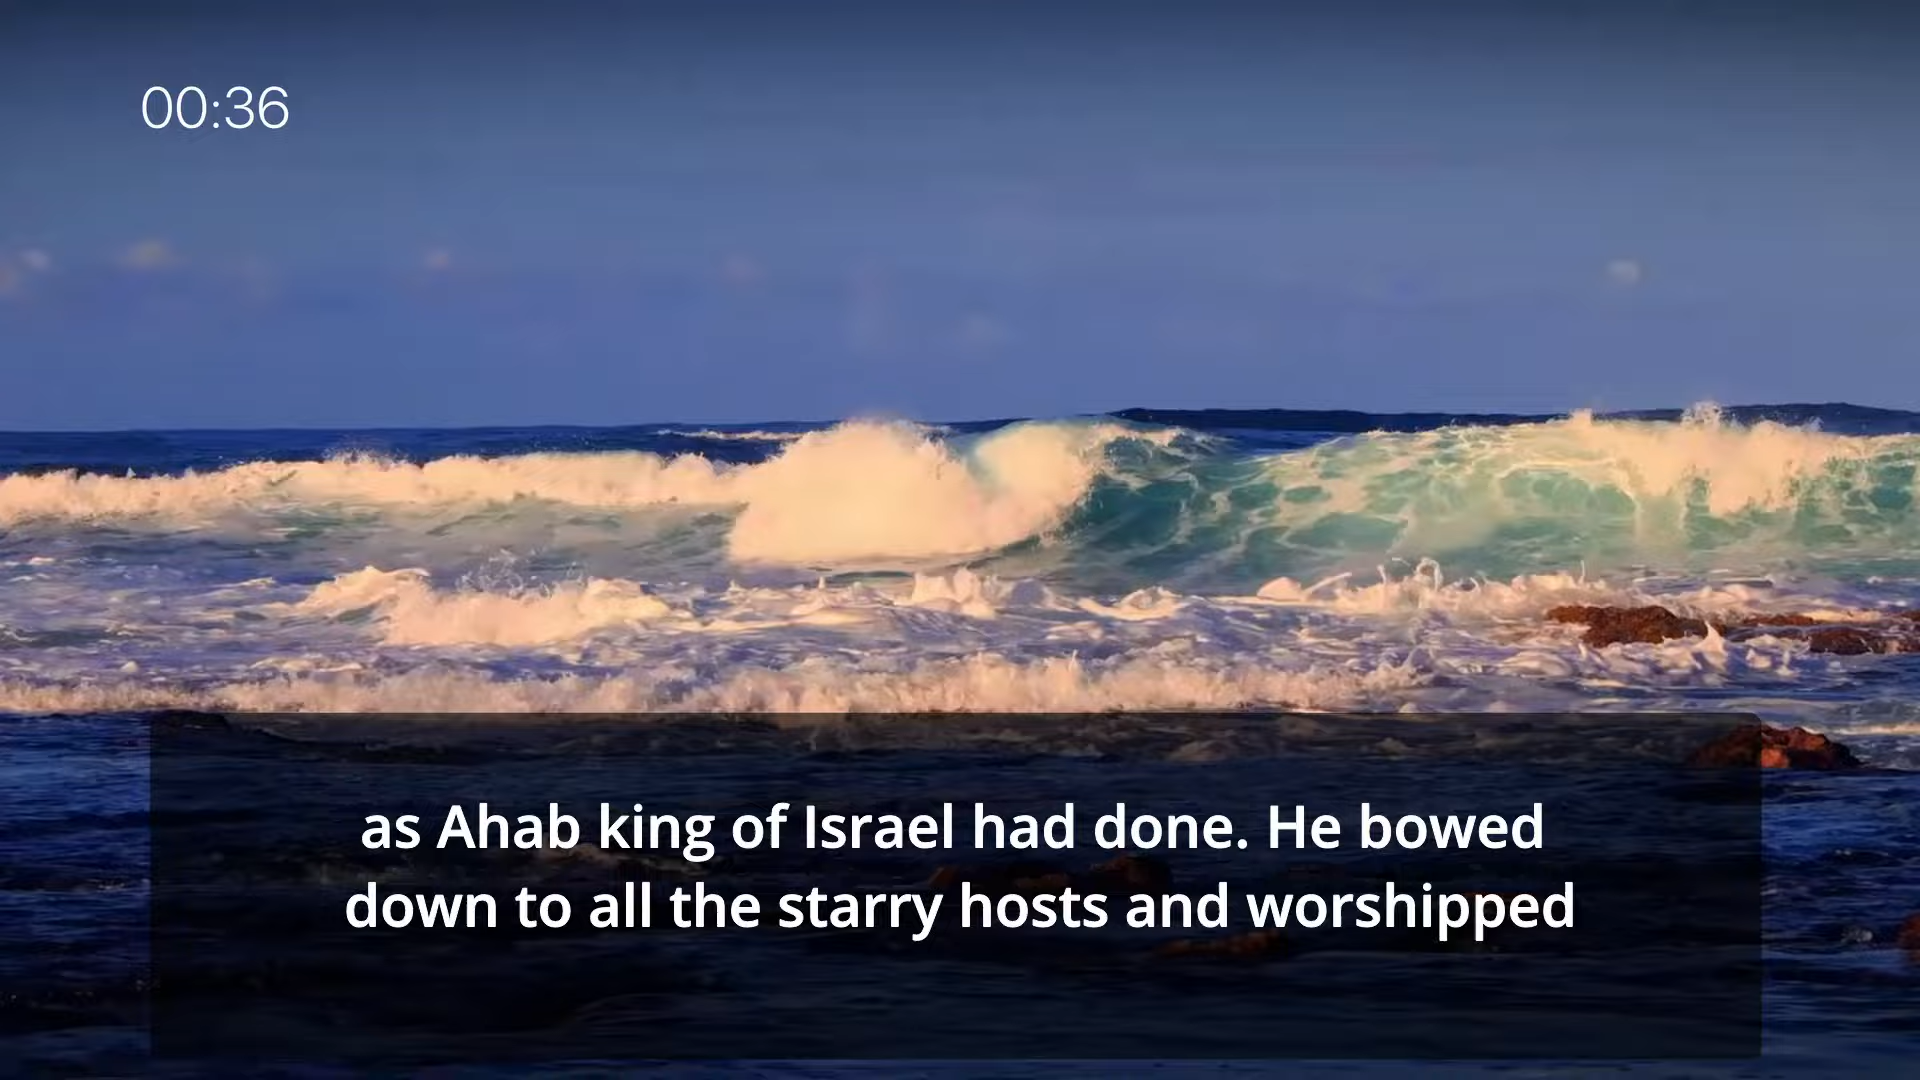 00:36
as Ahab king of Israel had done. He bowed
down to all the starry hosts and worshipped